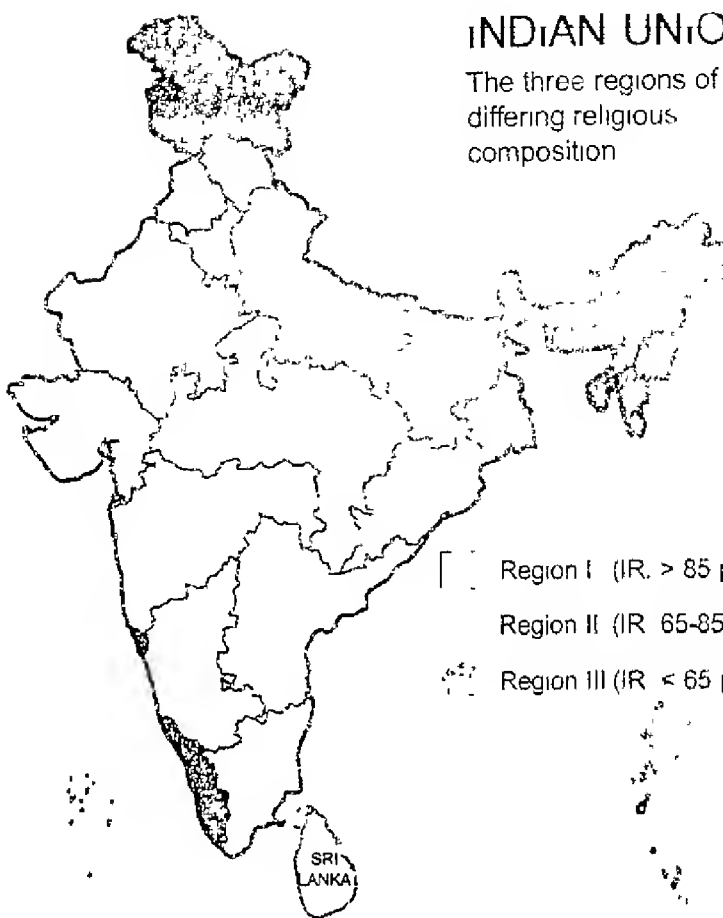 INDIAN UNIO
The three regions of
differing religious
composition
Region I (IR. > 85 p
Region II (IR 65-85
Region III (IR < 65 p
SRI
LANKA